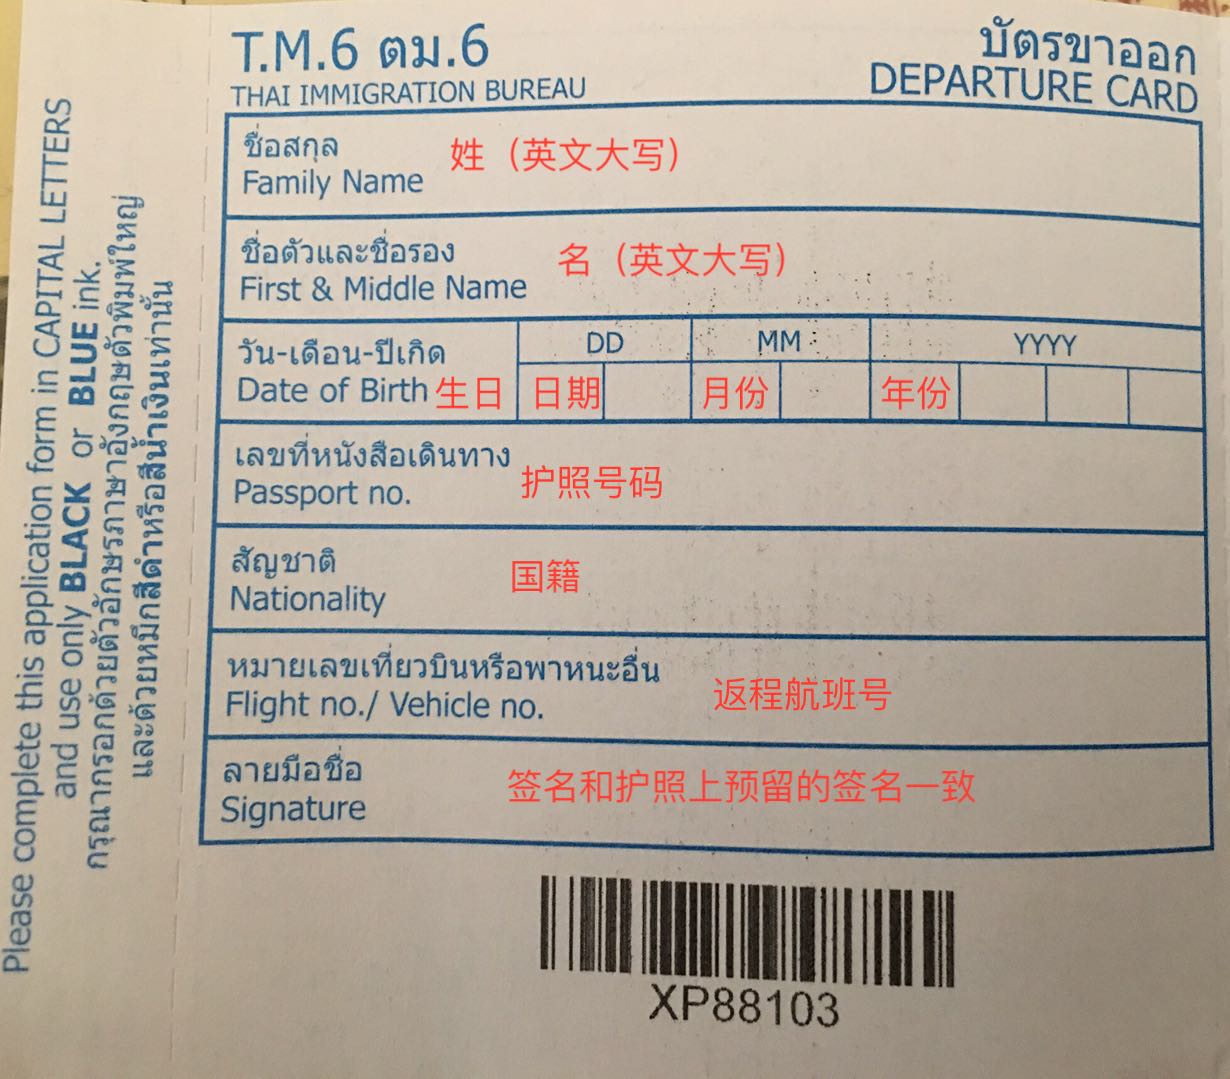 T.M.6 ตม.6
THAI IMMIGRATION BUREAU
บัตรขาออก
DEPARTURE CARD
ชื่อสกุล
Family Name
姓（英文大写）
ชื่อตัวและชื่อรอง
First & Middle Name
名（英文大写）
วัน-เดือน-ปีเกิด
Date of Birth 生日
DD MM YYYY
日期 月份 年份
เลขที่หนังสือเดินทาง
Passport no.
护照号码
สัญชาติ
Nationality
国籍
หมายเลขเที่ยวบินหรือพาหนะอื่น
Flight no./ Vehicle no.
返程航班号
ลายมือชื่อ
Signature
签名和护照上预留的签名一致
XP88103
Please complete this application form in CAPITAL LETTERS
and use only BLACK or BLUE ink.
กรุณากรอกด้วยตัวอักษรภาษาอังกฤษตัวพิมพ์ใหญ่
และด้วยหมึกสีดำหรือสีน้ำเงินเท่านั้น